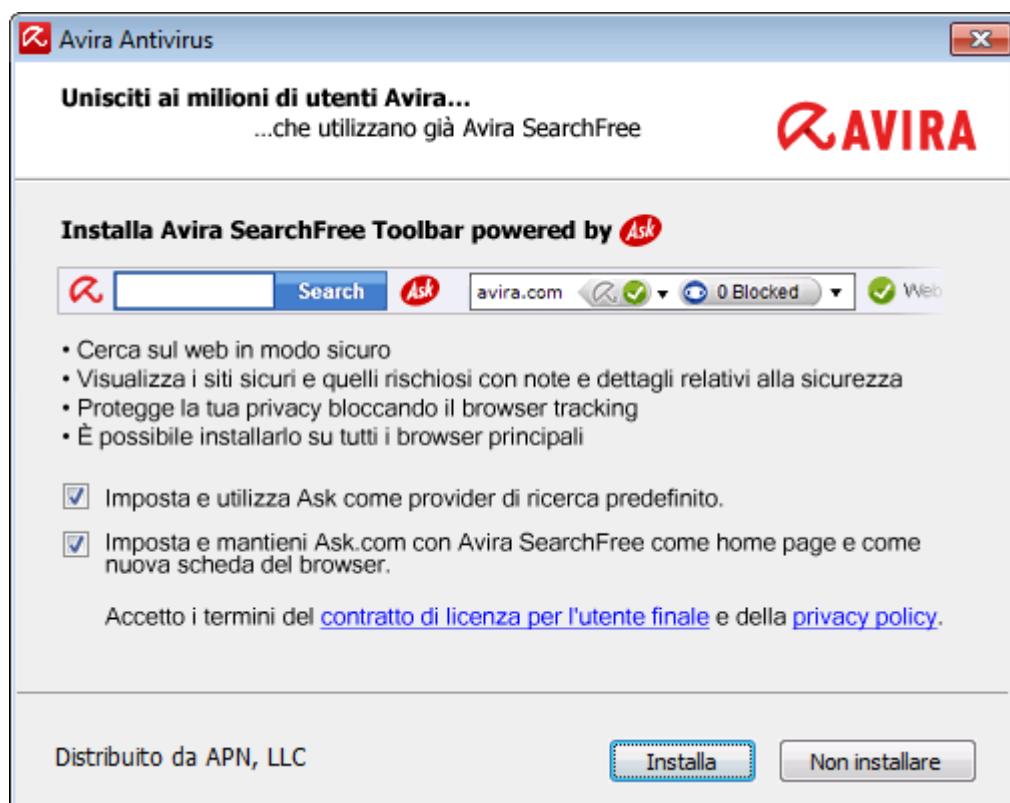 Avira Antivirus
Unisciti ai milioni di utenti Avira...
...che utilizzano già Avira SearchFree
AVIRA
Installa Avira SearchFree Toolbar powered by Ask
Search Ask avira.com 0 Blocked Web
• Cerca sul web in modo sicuro
• Visualizza i siti sicuri e quelli rischiosi con note e dettagli relativi alla sicurezza
• Protegge la tua privacy bloccando il browser tracking
• È possibile installarlo su tutti i browser principali
Imposta e utilizza Ask come provider di ricerca predefinito.
Imposta e mantieni Ask.com con Avira SearchFree come home page e come
nuova scheda del browser.
Accetto i termini del contratto di licenza per l'utente finale e della privacy policy.
Distribuito da APN, LLC
Installa
Non installare